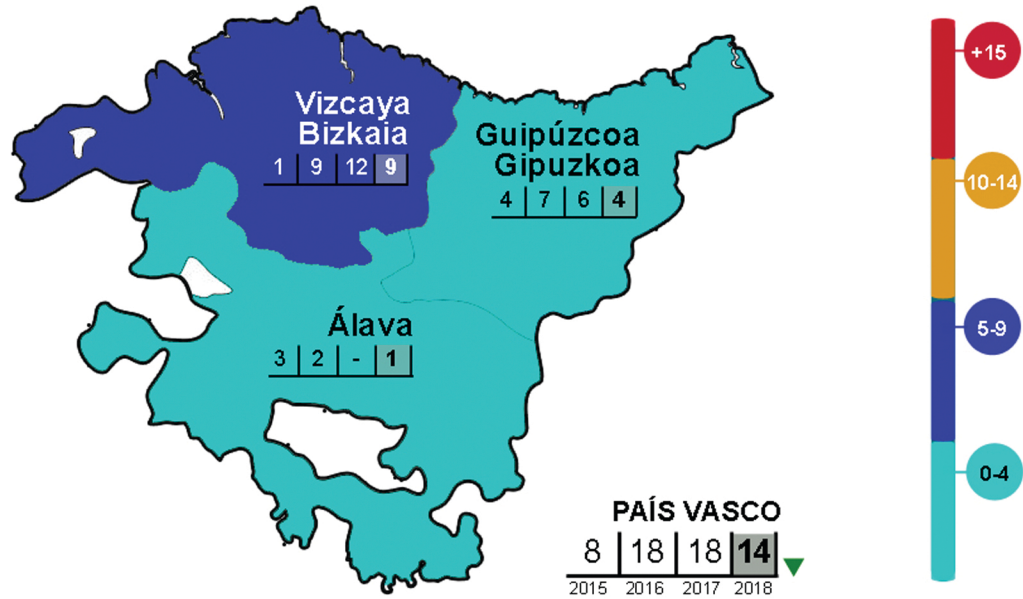 Vizcaya
Bizkaia
1 9 12 9
Guipúzcoa
Gipuzkoa
4 7 6 4
Álava
3 2 - 1
PAÍS VASCO
8 18 18 14
2015 2016 2017 2018
+15
10-14
5-9
0-4